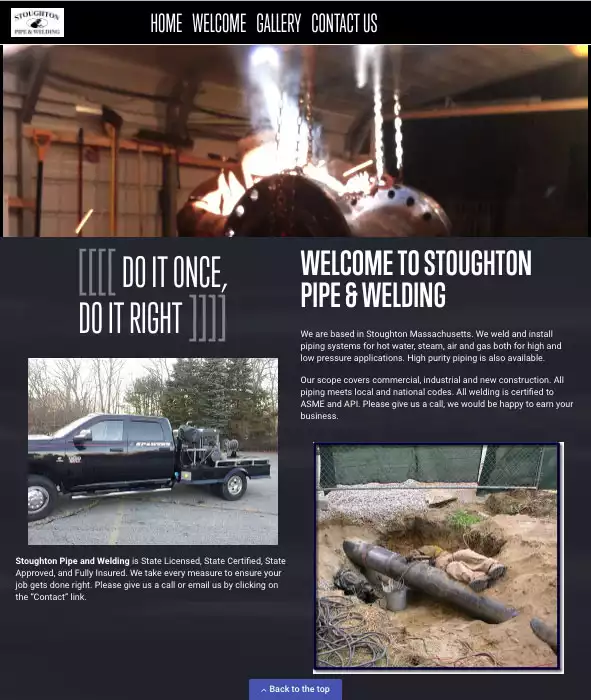 STOUGHTON
PIPE & WELDING
HOME WELCOME GALLERY CONTACT US
[[[[ DO IT ONCE,
DO IT RIGHT ]]]]
Stoughton Pipe and Welding is State Licensed, State Certified, State
Approved, and Fully Insured. We take every measure to ensure your
job gets done right. Please give us a call or email us by clicking on
the “Contact” link.
WELCOME TO STOUGHTON
PIPE & WELDING
We are based in Stoughton Massachusetts. We weld and install
piping systems for hot water, steam, air and gas both for high and
low pressure applications. High purity piping is also available.
Our scope covers commercial, industrial and new construction. All
piping meets local and national codes. All welding is certified to
ASME and API. Please give us a call, we would be happy to earn your
business.
Back to the top